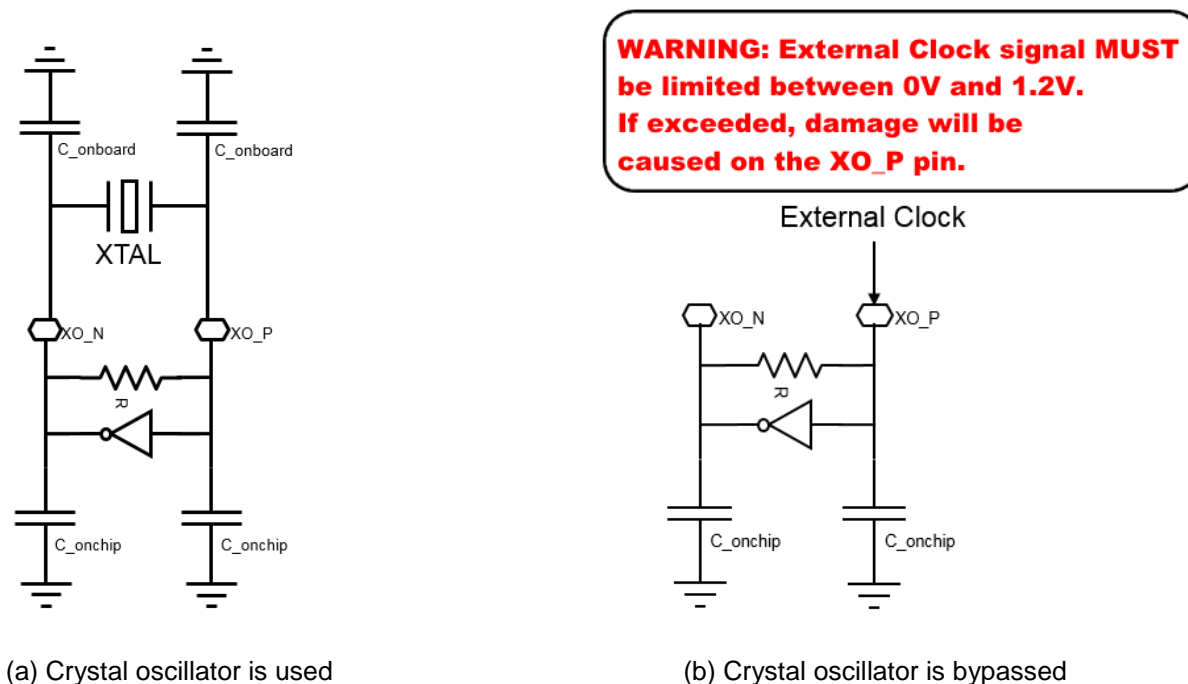 WARNING: External Clock signal MUST
be limited between 0V and 1.2V.
If exceeded, damage will be
caused on the XO_P pin.
C_onboard
C_onboard
XTAL
External Clock
XO_N
XO_P
XO_N
XO_P
R
R
C_onchip
C_onchip
C_onchip
C_onchip
(a) Crystal oscillator is used
(b) Crystal oscillator is bypassed